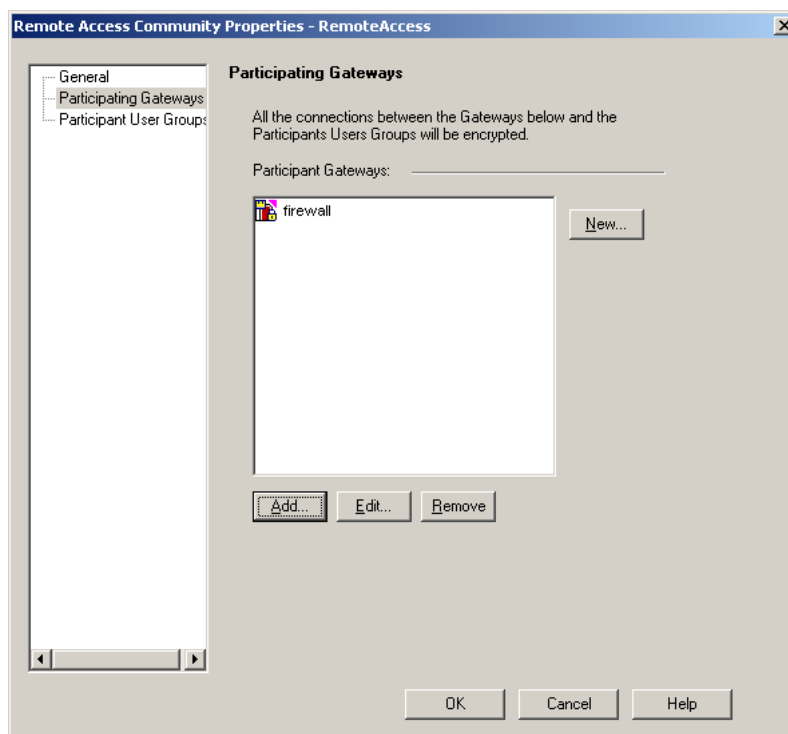 Remote Access Community Properties - RemoteAccess
General
Participating Gateways
Participant User Groups
Participating Gateways
All the connections between the Gateways below and the
Participants Users Groups will be encrypted.
Participant Gateways:
firewall
New...
Add...
Edit...
Remove
OK
Cancel
Help